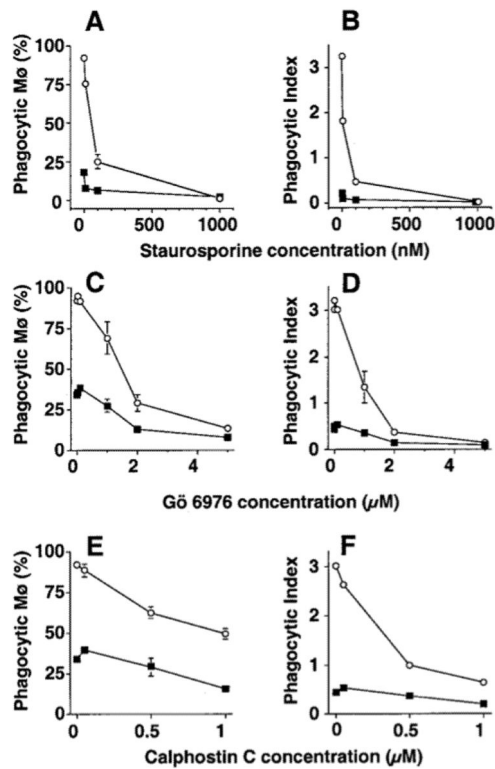 A B
Phagocytic Mø (%)
100
75
50
25
0
0 500 1000
Phagocytic Index
3
2
1
0
0 500 1000
Staurosporine concentration (nM)
C D
Phagocytic Mø (%)
100
75
50
25
0
0 2 4
Phagocytic Index
3
2
1
0
0 2 4
Gö 6976 concentration (µM)
E F
Phagocytic Mø (%)
100
75
50
25
0
0 0.5 1
Phagocytic Index
3
2
1
0
0 0.5 1
Calphostin C concentration (µM)